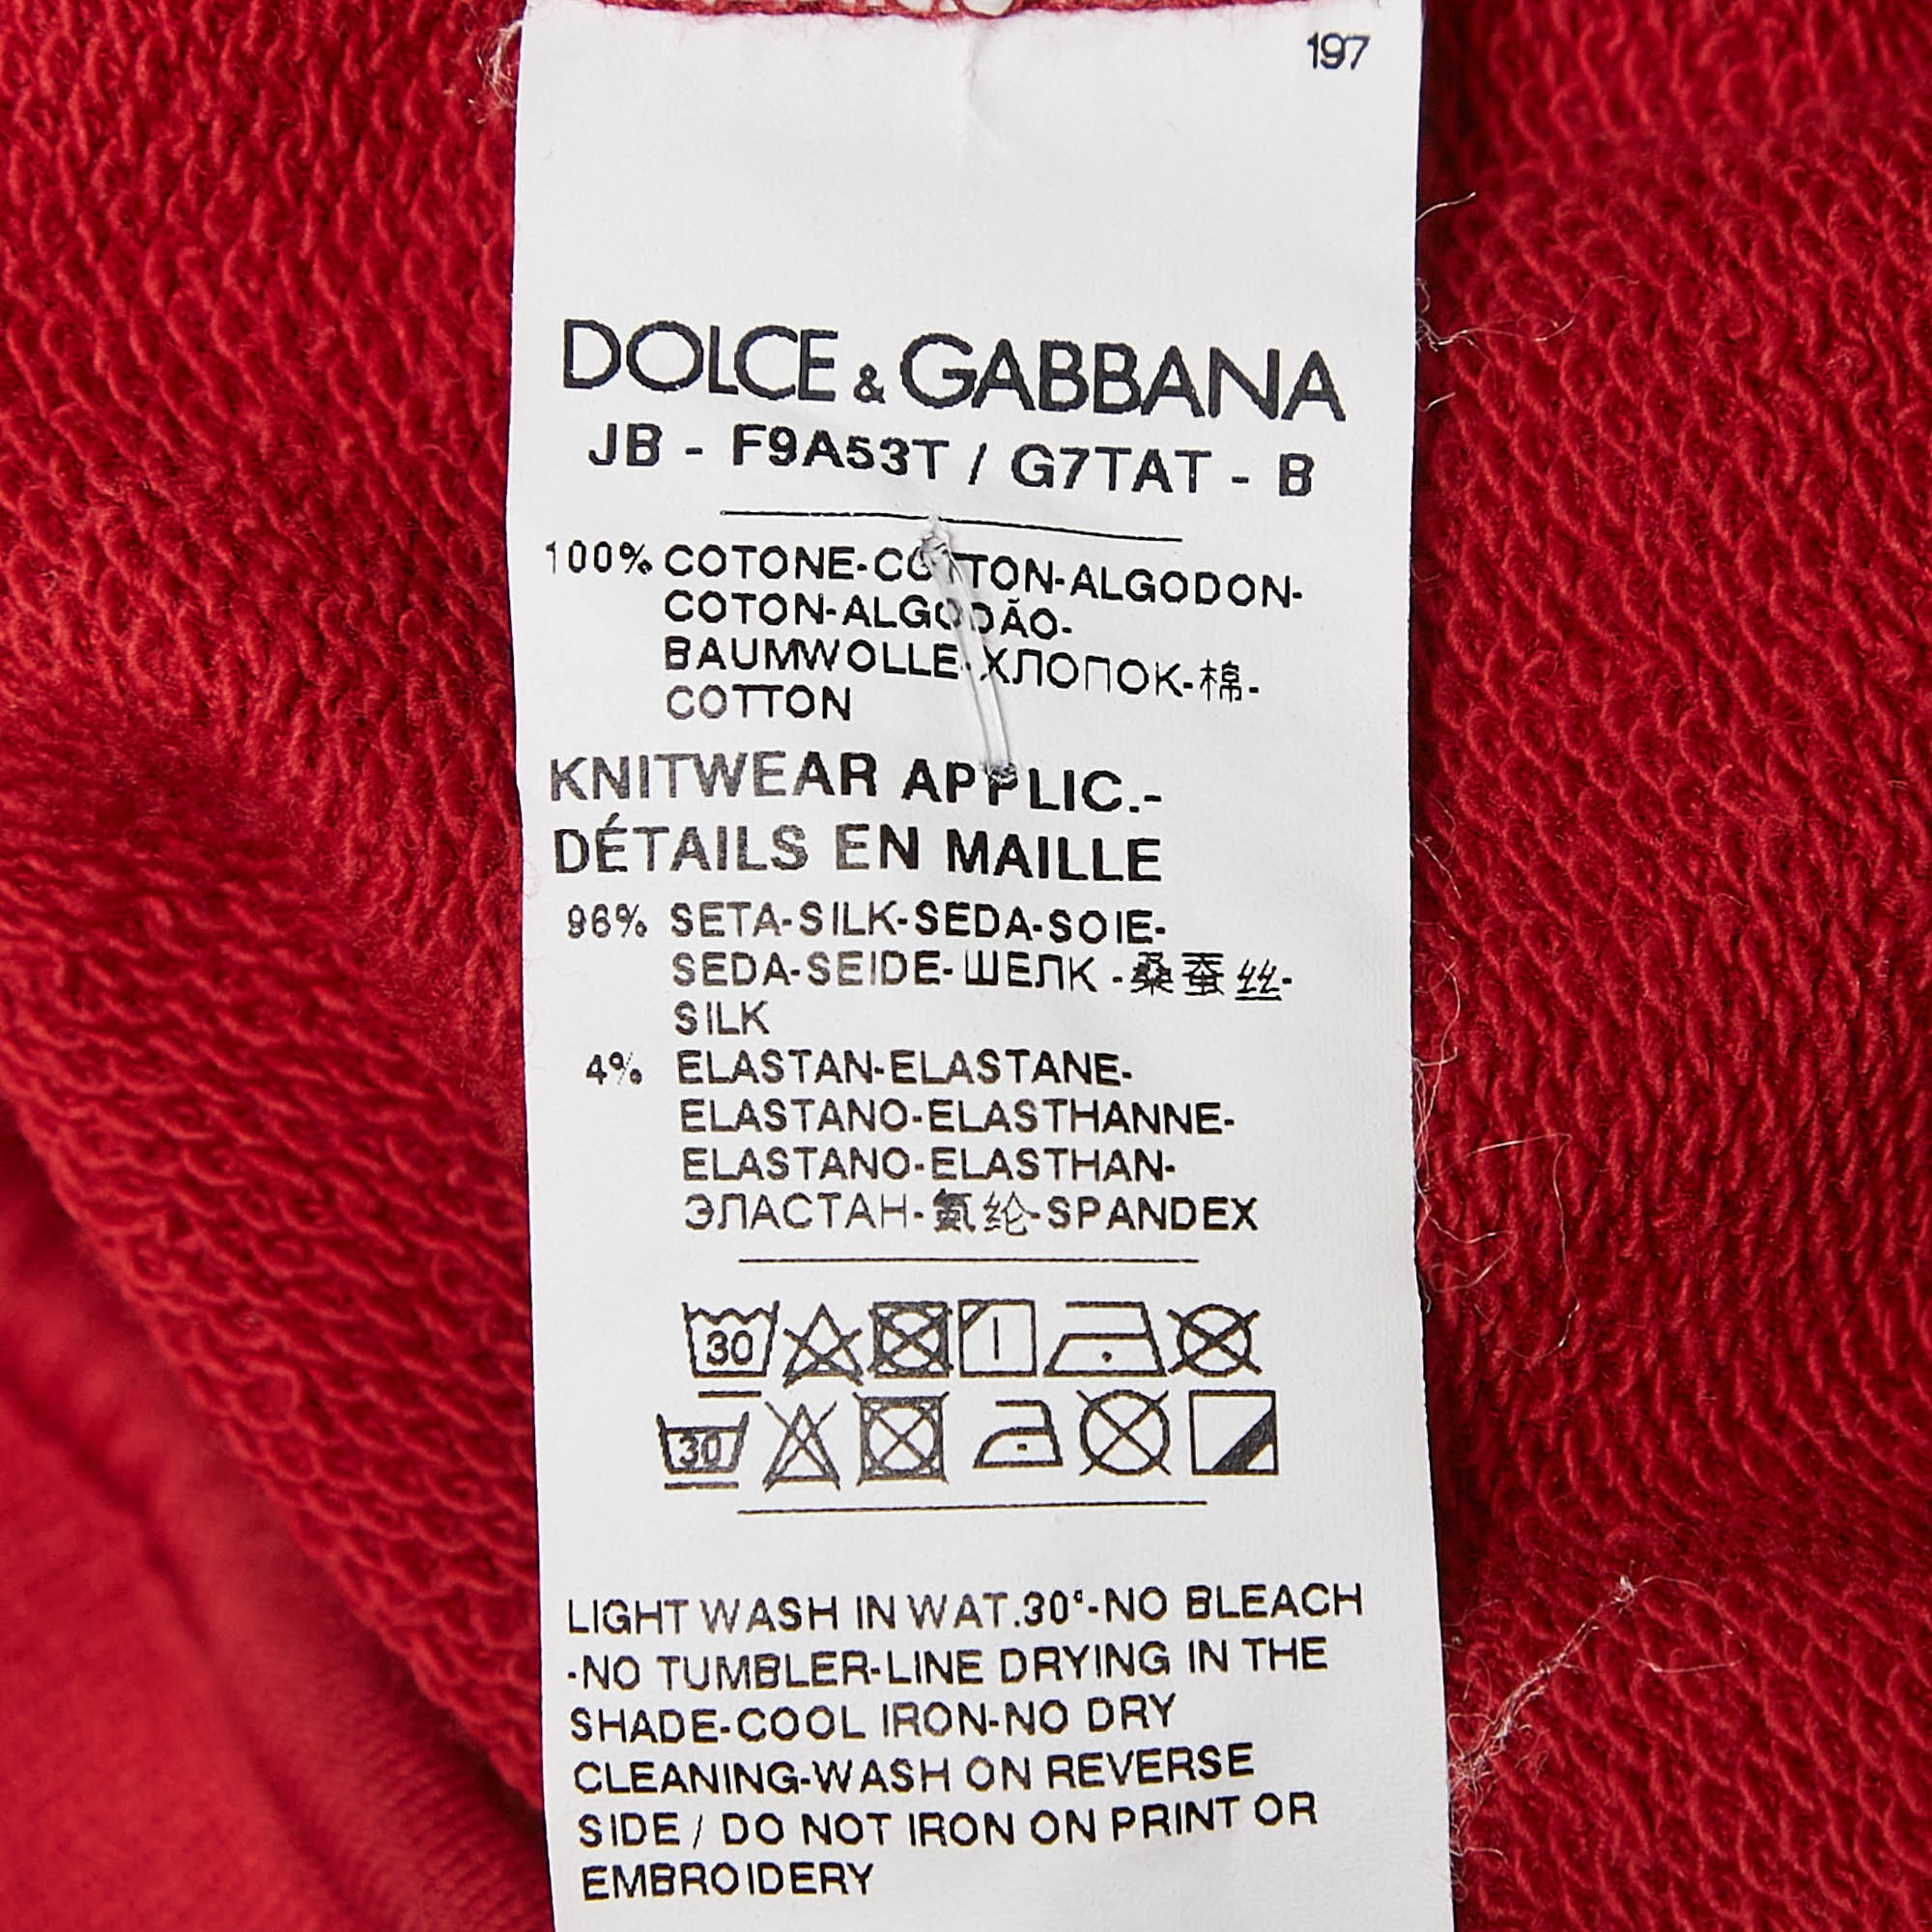 197
DOLCE & GABBANA
JB - F9A53T / G7TAT - B
100% COTONE-COTTON-ALGODON-
COTON-ALGODÃO-
BAUMWOLLE-ХЛОПОК-棉-
COTTON
KNITWEAR APPLIC.-
DÉTAILS EN MAILLE
96% SETA-SILK-SEDA-SOIE-
SEDA-SEIDE-ШЕЛК-桑蚕丝-
SILK
4% ELASTAN-ELASTANE-
ELASTANO-ELASTHANNE-
ELASTANO-ELASTHAN-
ЭЛАСТАН-氨纶-SPANDEX
30
30
LIGHT WASH IN WAT.30°-NO BLEACH
-NO TUMBLER-LINE DRYING IN THE
SHADE-COOL IRON-NO DRY
CLEANING-WASH ON REVERSE
SIDE / DO NOT IRON ON PRINT OR
EMBROIDERY